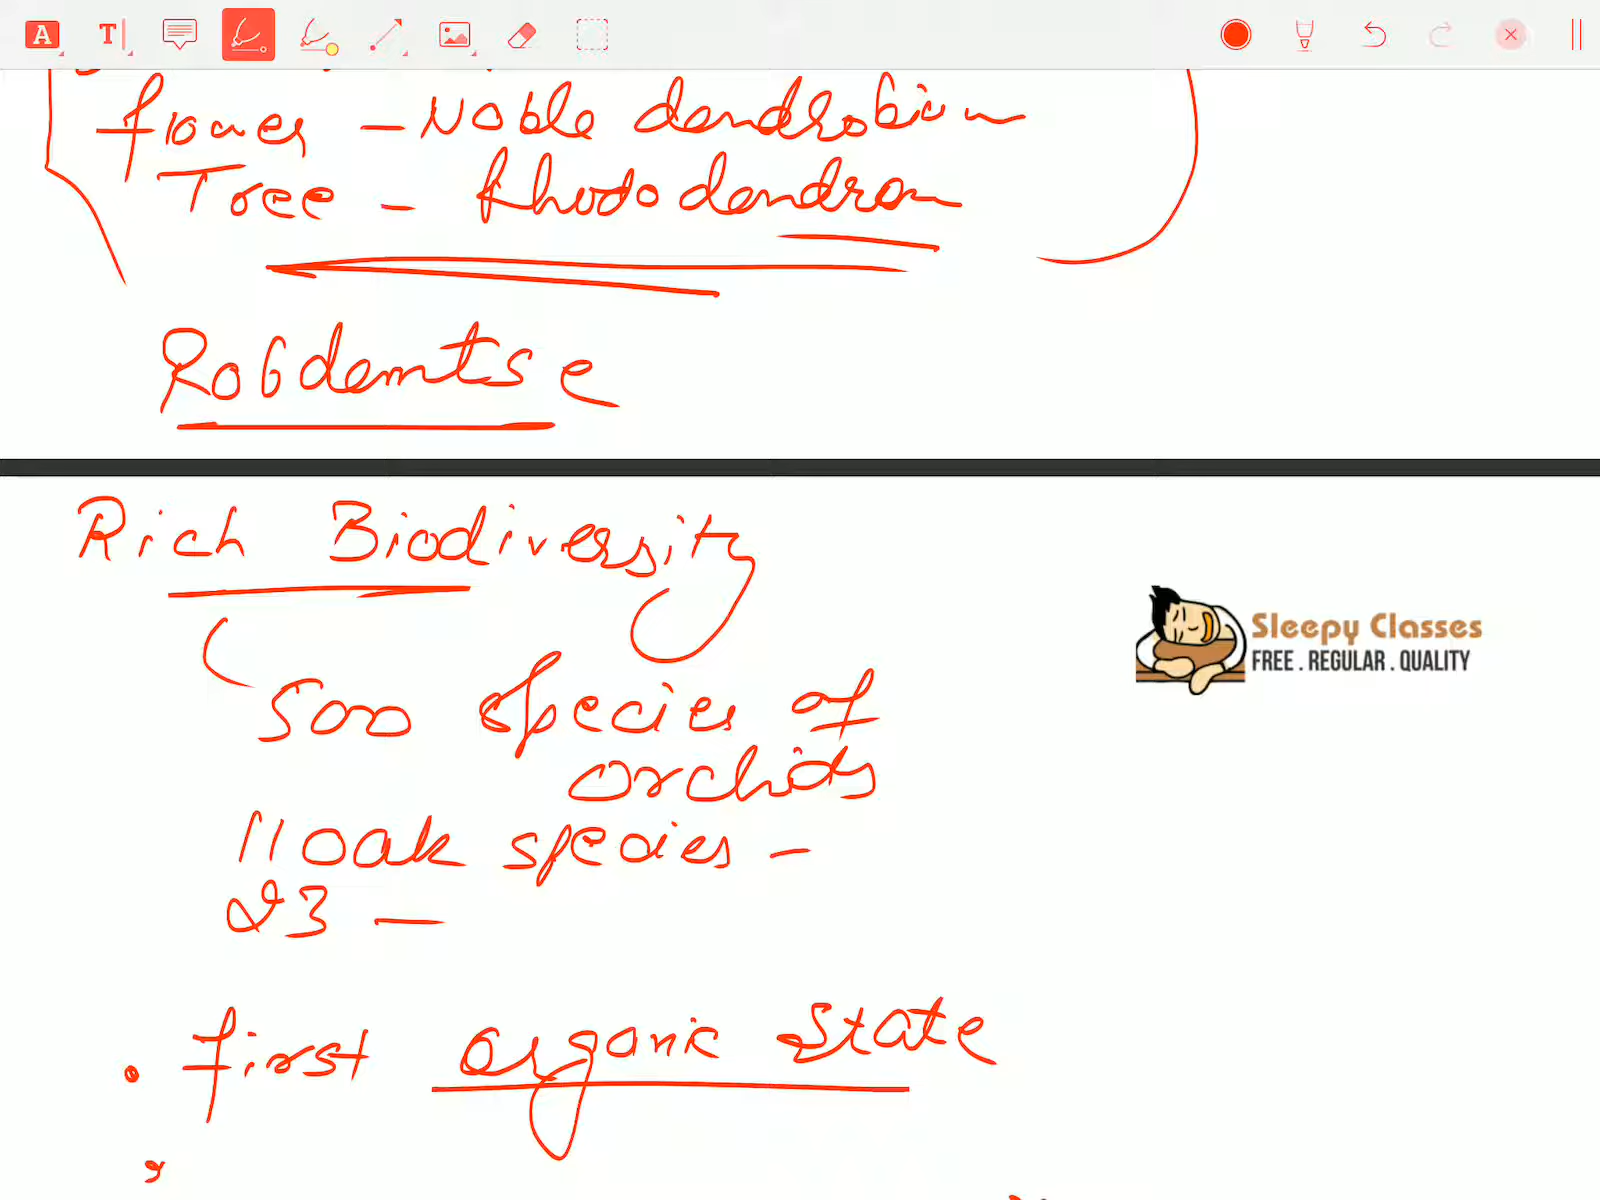 A T
flower - Noble dendrobium
Tree - Rhododendron
Rabdemtse
Rich Biodiversity
500 species of
orchids
11 oak species -
23 -
Sleepy Classes
FREE . REGULAR . QUALITY
. first organic State